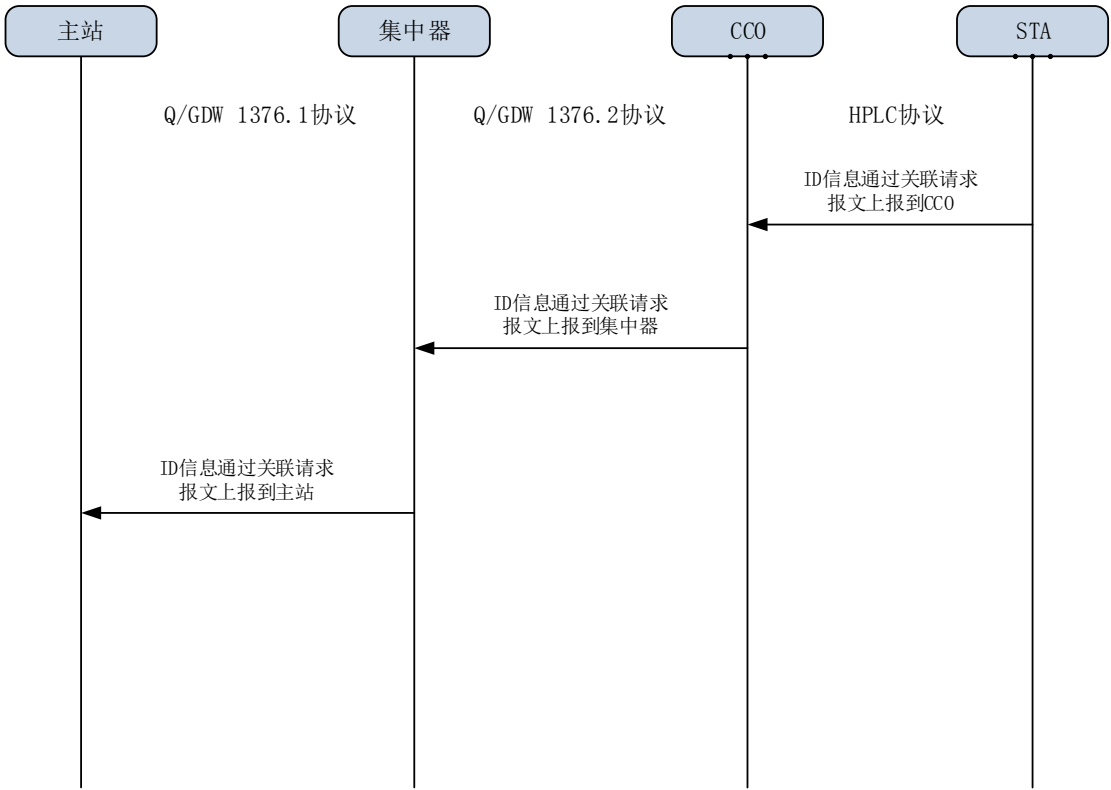 主站
集中器
CCO
STA
Q/GDW 1376.1协议
Q/GDW 1376.2协议
HPLC协议
ID信息通过关联请求
报文上报到CCO
ID信息通过关联请求
报文上报到集中器
ID信息通过关联请求
报文上报到主站